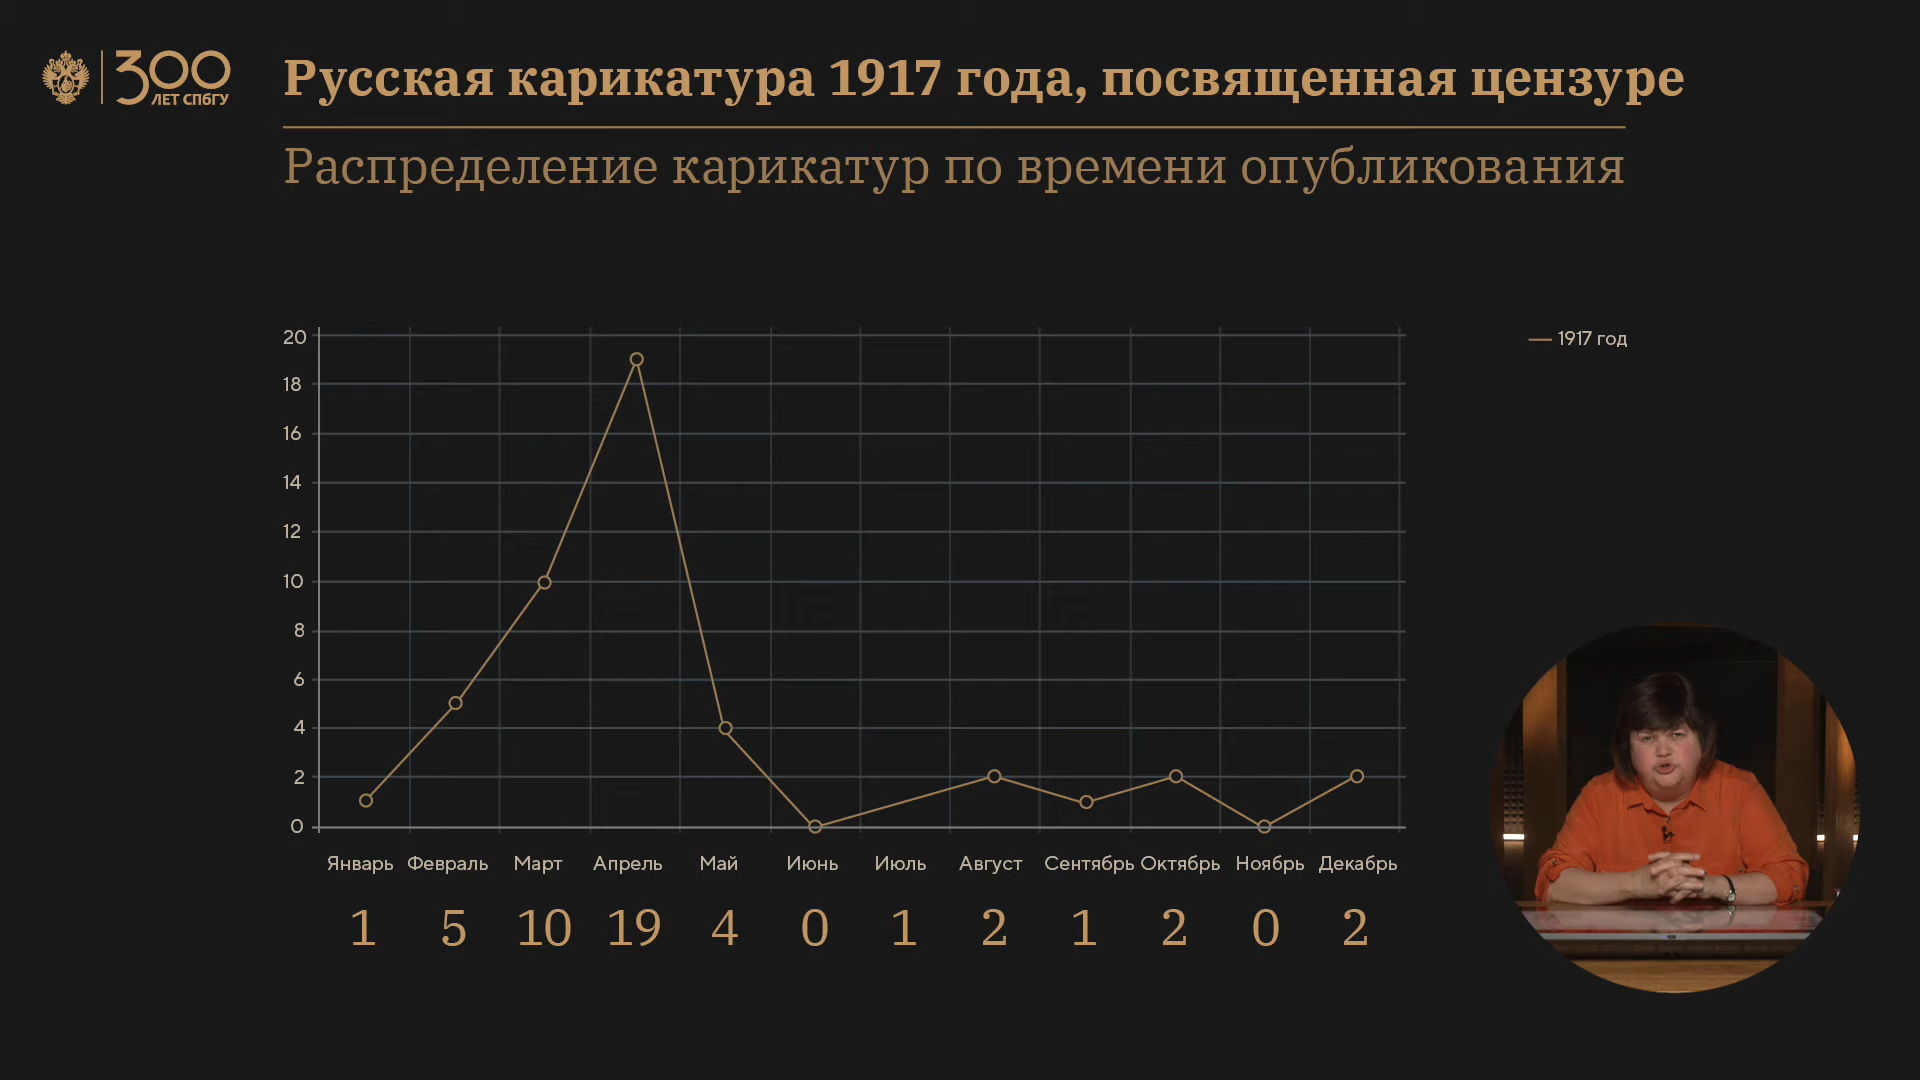 300
ЛЕТ СПбГУ
Русская карикатура 1917 года, посвященная цензуре
Распределение карикатур по времени опубликования
1917 год
20
18
16
14
12
10
8
6
4
2
0
Январь Февраль Март Апрель Май Июнь Июль Август Сентябрь Октябрь Ноябрь Декабрь
1 5 10 19 4 0 1 2 1 2 0 2